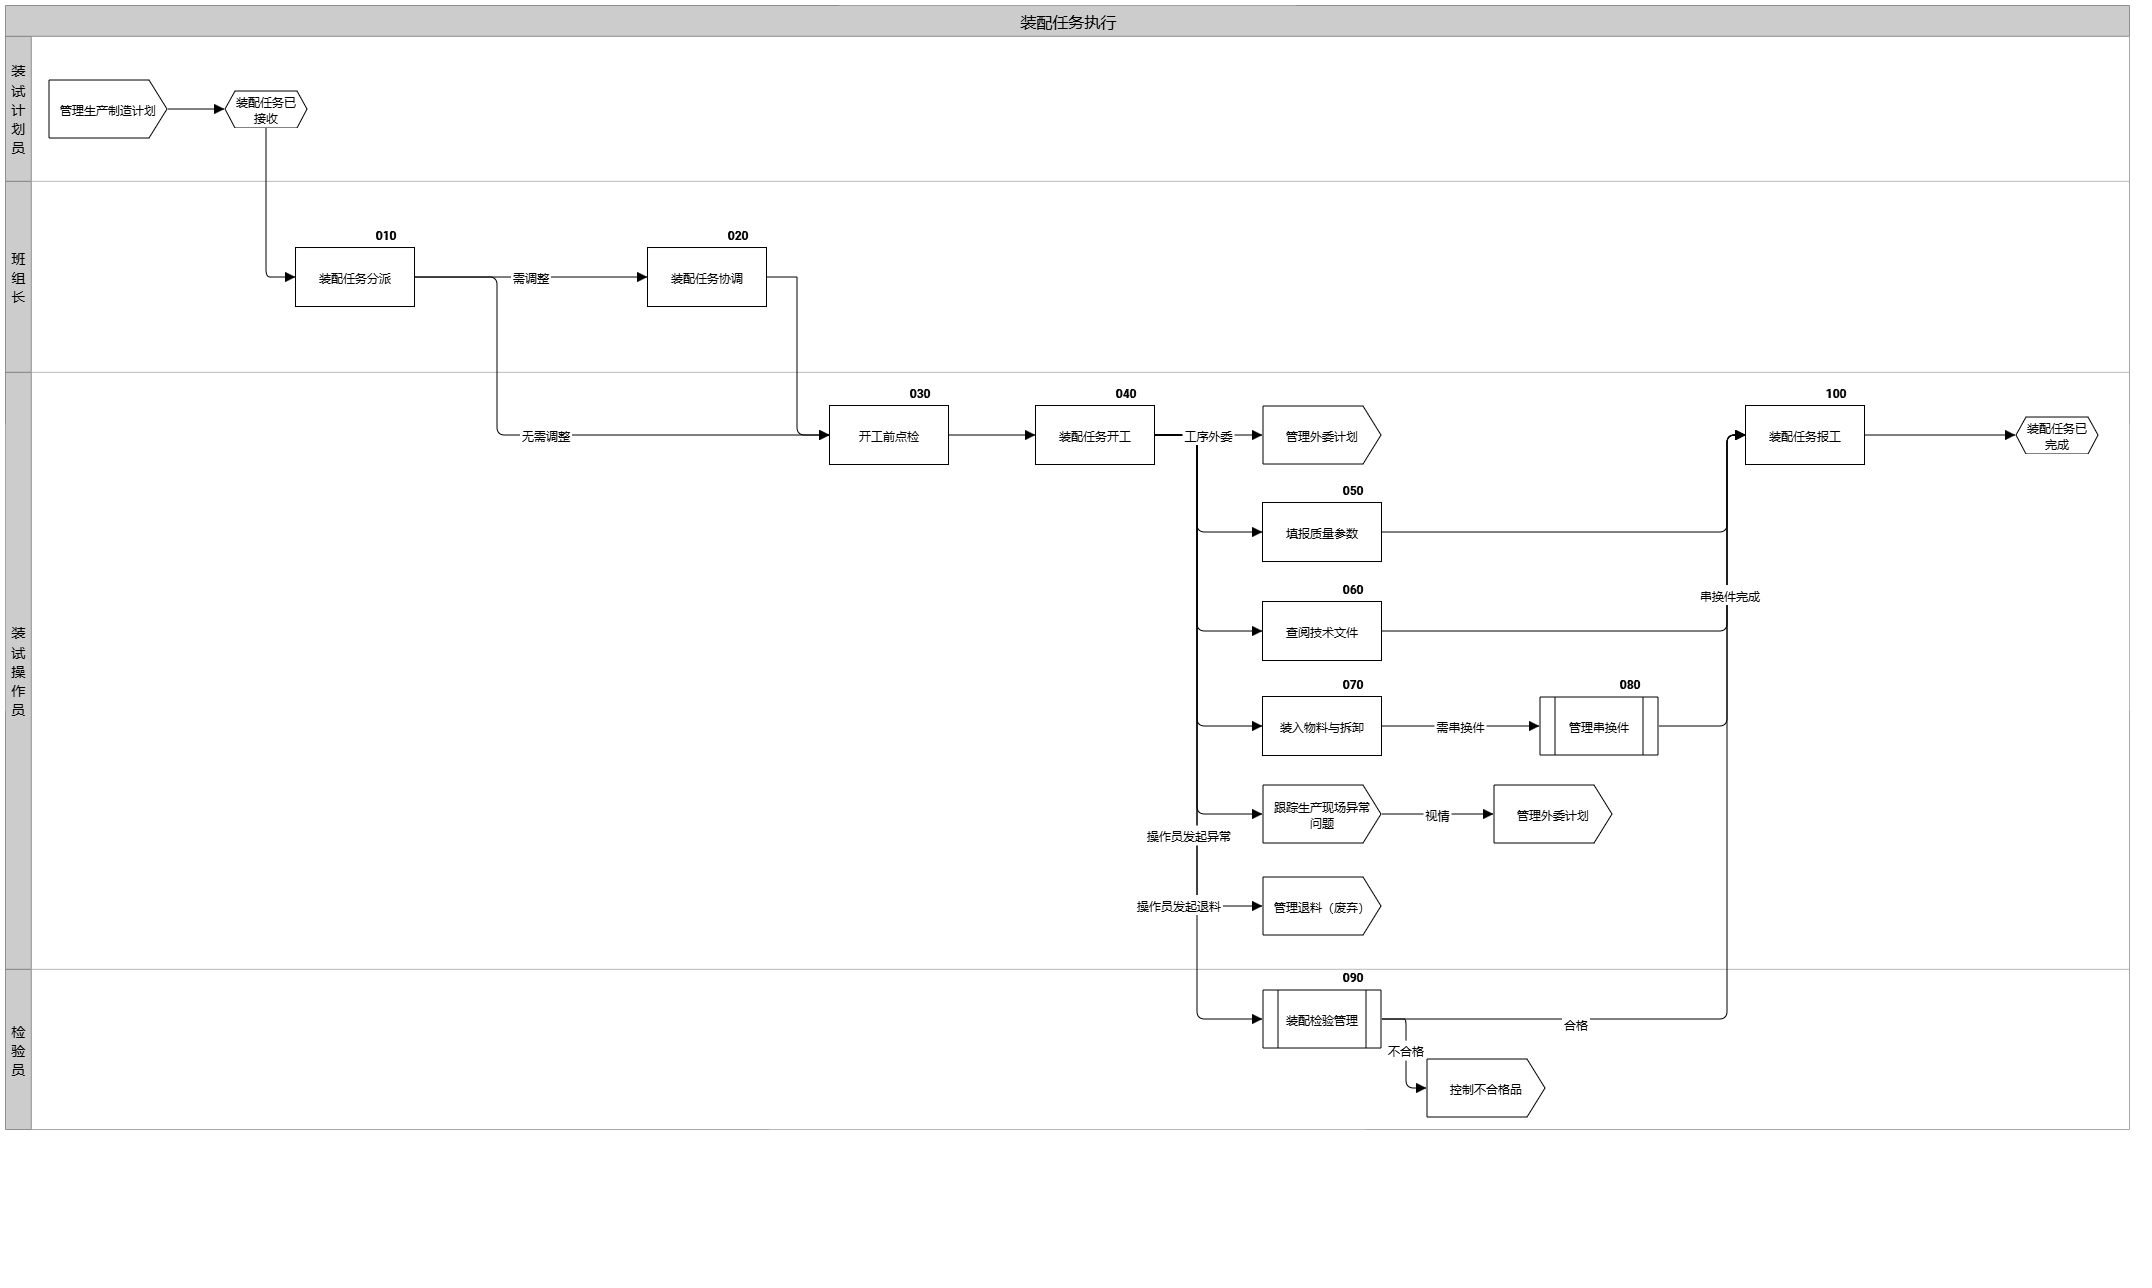 装配任务执行
装试计划员
管理生产制造计划
装配任务已
接收
班组长
010
装配任务分派
需调整
020
装配任务协调
无需调整
装试操作员
030
开工前点检
040
装配任务开工
工序外委
管理外委计划
100
装配任务报工
装配任务已
完成
050
填报质量参数
060
查阅技术文件
串换件完成
070
装入物料与拆卸
需串换件
080
管理串换件
跟踪生产现场异常
问题
视情
管理外委计划
操作员发起异常
操作员发起退料
管理退料（废弃）
检验员
090
装配检验管理
合格
不合格
控制不合格品